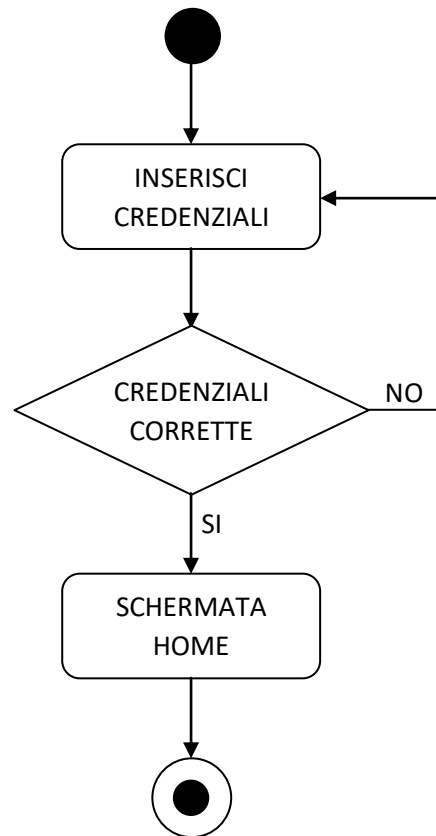 INSERISCI
CREDENZIALI
CREDENZIALI
CORRETTE
NO
SI
SCHERMATA
HOME